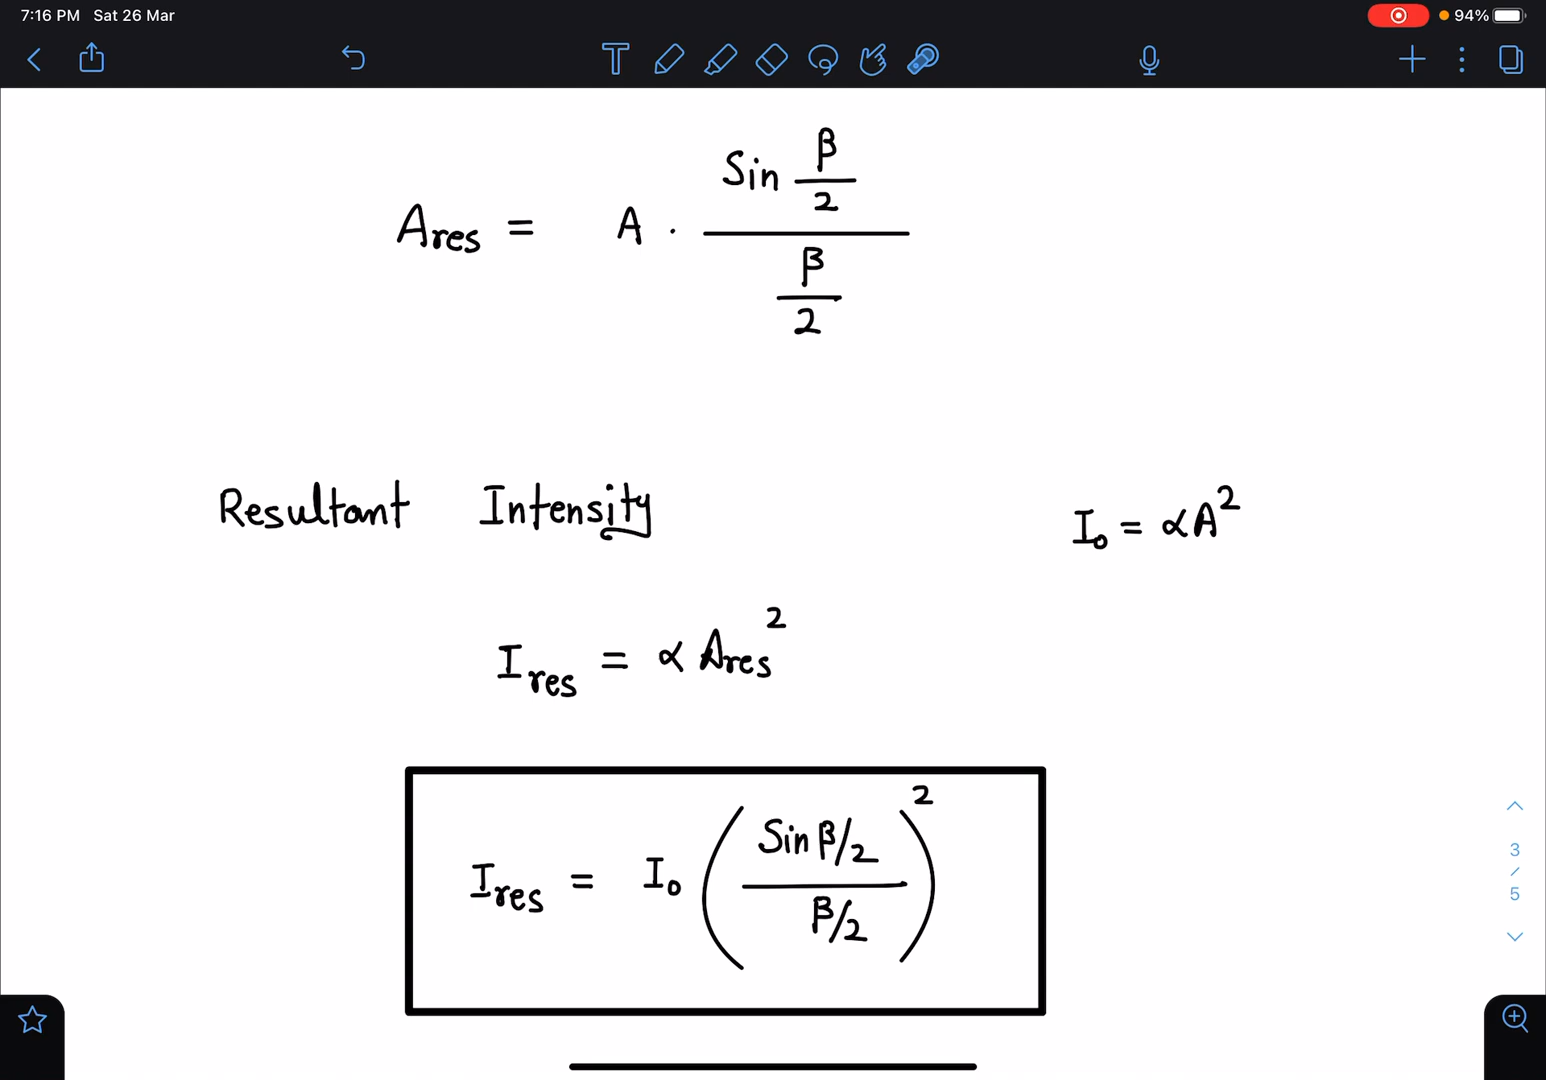 7:16 PM Sat 26 Mar
94%
T
Ares = A · (Sin β/2) / (β/2)
Resultant Intensity
I₀ = αA²
Ires = α Ares²
Ires = I₀ (Sin β/2 / β/2)²
3
/
5